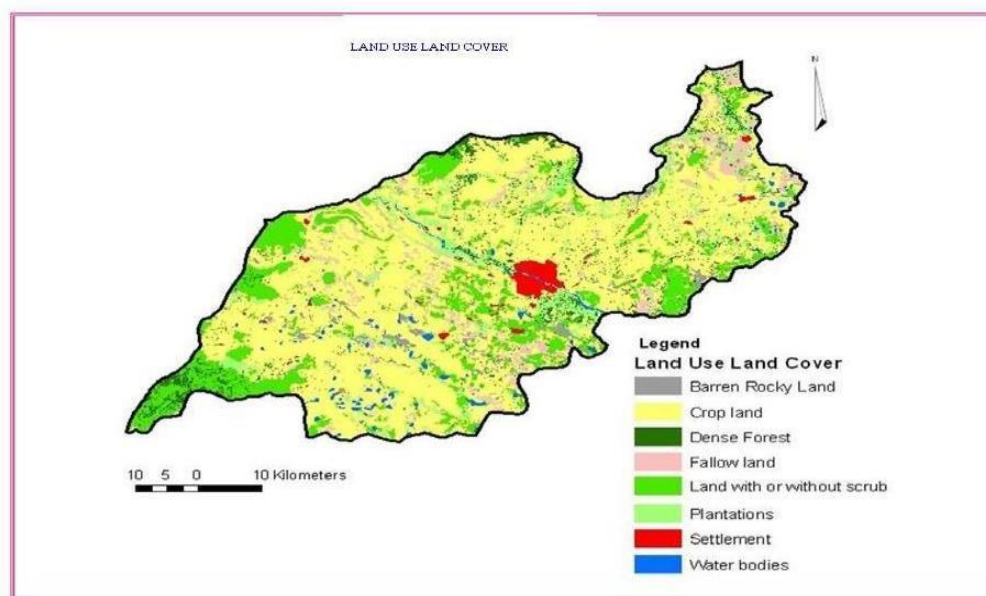 LAND USE LAND COVER
N
Legend
Land Use Land Cover
Barren Rocky Land
Crop land
Dense Forest
Fallow land
Land with or without scrub
Plantations
Settlement
Water bodies
10 5 0 10 Kilometers